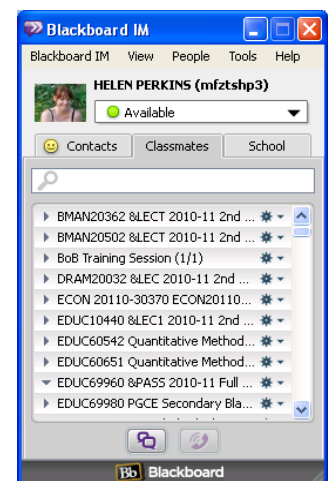 Blackboard IM
Blackboard IM View People Tools Help
HELEN PERKINS (mfztshp3)
Available
Contacts Classmates School
BMAN20362 &LECT 2010-11 2nd ...
BMAN20502 &LECT 2010-11 2nd ...
BoB Training Session (1/1)
DRAM20032 &LEC 2010-11 2nd ...
ECON 20110-30370 ECON20110...
EDUC10440 &LEC1 2010-11 2nd ...
EDUC60542 Quantitative Method...
EDUC60651 Quantitative Method...
EDUC69960 &PASS 2010-11 Full ...
EDUC69980 PGCE Secondary Bla...
Bb Blackboard